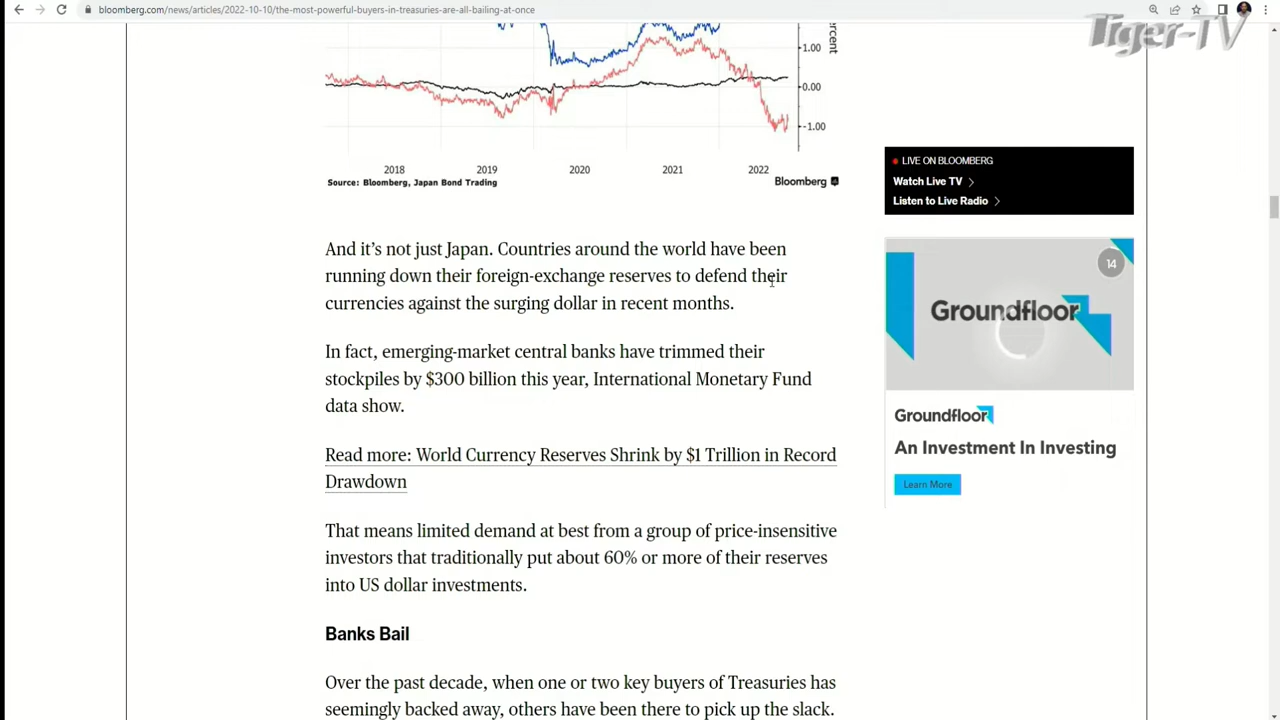 bloomberg.com/news/articles/2022-10-10/the-most-powerful-buyers-in-treasuries-are-all-bailing-at-once
Tiger-TV
1.00
0.00
-1.00
Percent
2018 2019 2020 2021 2022
Source: Bloomberg, Japan Bond Trading
Bloomberg
And it’s not just Japan. Countries around the world have been
running down their foreign-exchange reserves to defend their
currencies against the surging dollar in recent months.
In fact, emerging-market central banks have trimmed their
stockpiles by $300 billion this year, International Monetary Fund
data show.
Read more: World Currency Reserves Shrink by $1 Trillion in Record
Drawdown
That means limited demand at best from a group of price-insensitive
investors that traditionally put about 60% or more of their reserves
into US dollar investments.
Banks Bail
Over the past decade, when one or two key buyers of Treasuries has
seemingly backed away, others have been there to pick up the slack.
LIVE ON BLOOMBERG
Watch Live TV
Listen to Live Radio
14
Groundfloor
Groundfloor
An Investment In Investing
Learn More